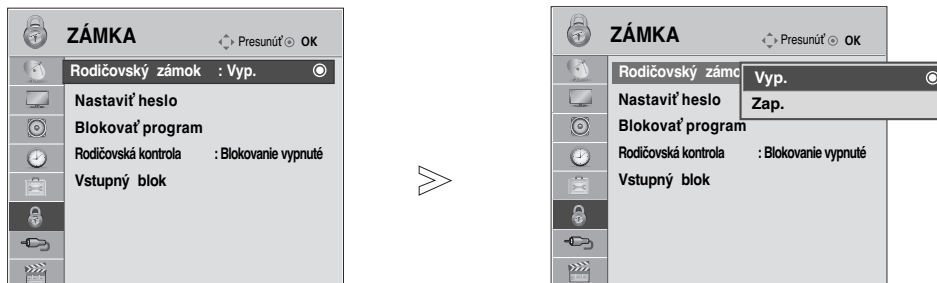 ZÁMKA
Presunúť OK
Rodičovský zámok : Vyp.
Nastaviť heslo
Blokovať program
Rodičovská kontrola : Blokovanie vypnuté
Vstupný blok
ZÁMKA
Presunúť OK
Rodičovský zámo
Vyp.
Nastaviť heslo
Zap.
Blokovať program
Rodičovská kontrola : Blokovanie vypnuté
Vstupný blok